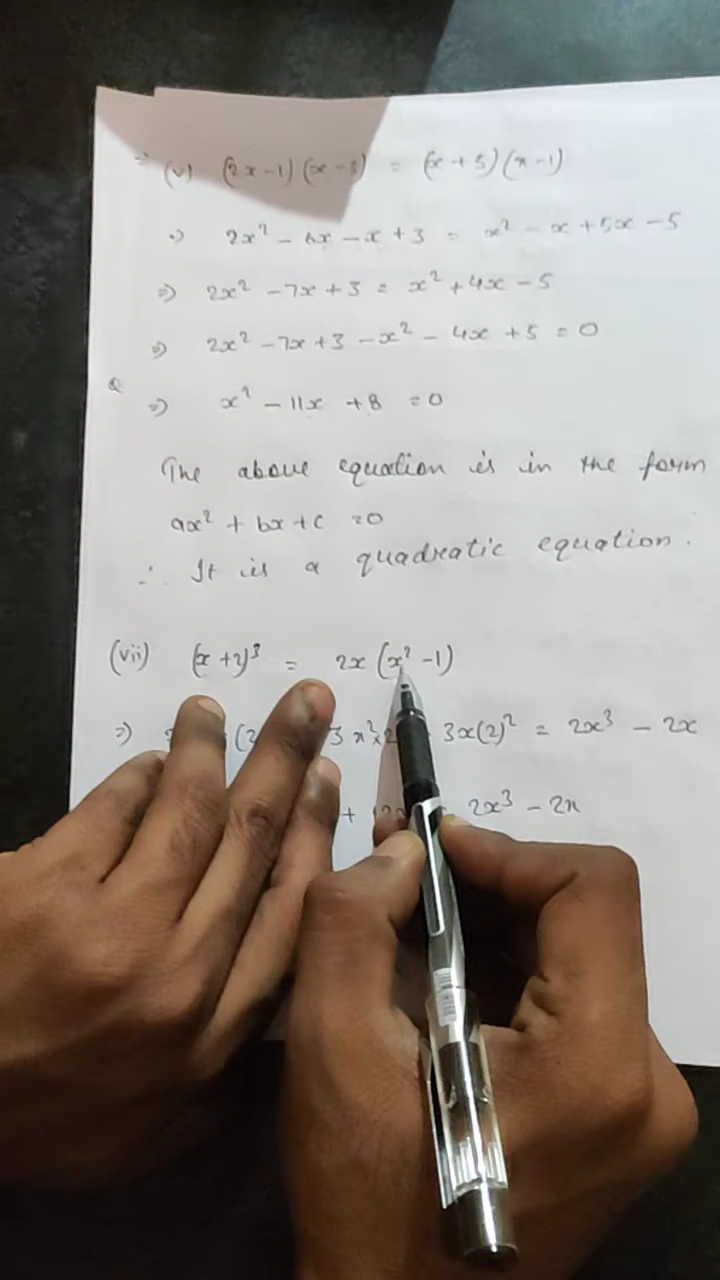 ⇒ (v) (2x-1)(x-3) = (x+5)(x-1)
⇒ 2x² - 6x - x + 3 = x² - x + 5x - 5
⇒ 2x² - 7x + 3 = x² + 4x - 5
⇒ 2x² - 7x + 3 - x² - 4x + 5 = 0
⇒ x² - 11x + 8 = 0
The above equation is in the form
ax² + bx + c = 0
∴ It is a quadratic equation.
(vii) (x+2)³ = 2x(x²-1)
⇒ 3x²x2 3x(2)² = 2x³ - 2x
+ 2x³ - 2x